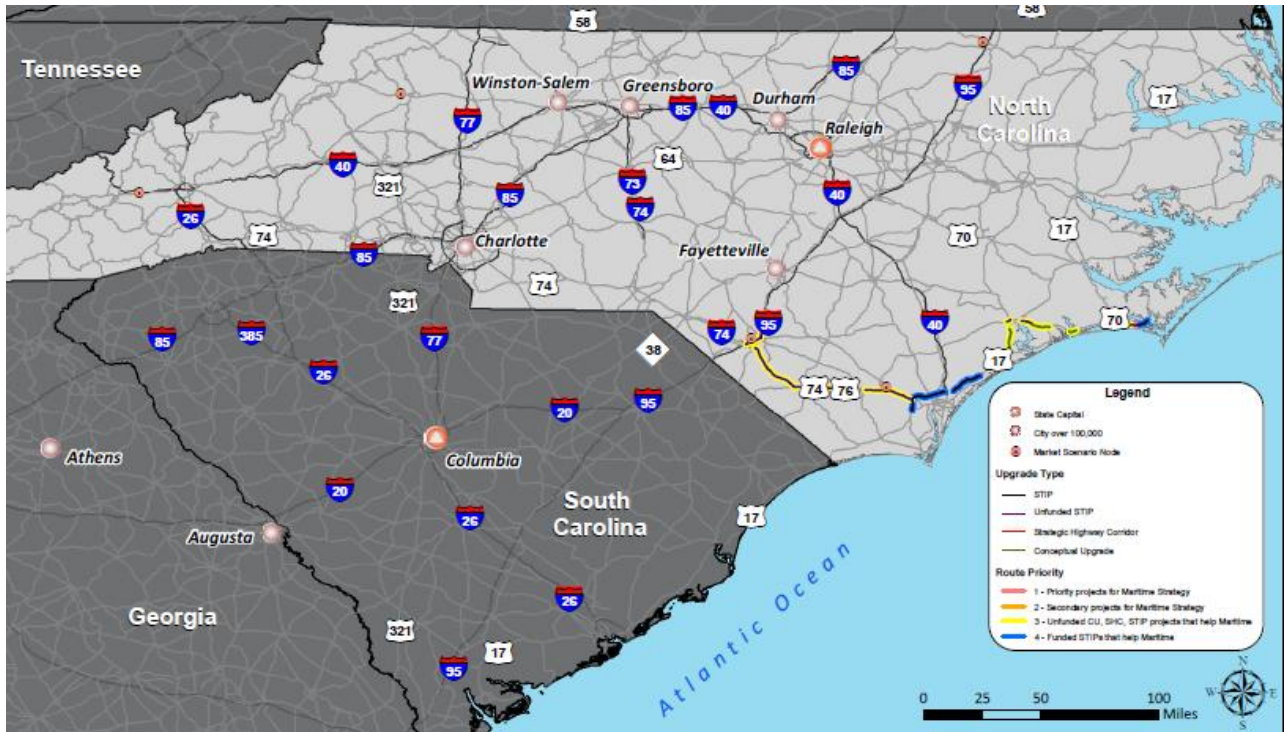 58
58
Tennessee
Winston-Salem
Greensboro
Durham
85
95
77
85
40
North
Carolina
17
Raleigh
40
64
321
85
73
40
26
74
74
70
17
Charlotte
Fayetteville
85
74
321
85
385
77
38
74
95
40
70
17
26
20
95
74
76
Athens
Columbia
20
South
Carolina
26
17
Augusta
Georgia
26
321
17
95
Atlantic Ocean
Legend
State Capital
City over 100,000
Market Scenario Node
Upgrade Type
STIP
Unfunded STIP
Strategic Highway Corridor
Conceptual Upgrade
Route Priority
1 - Priority projects for Maritime Strategy
2 - Secondary projects for Maritime Strategy
3 - Unfunded CU, SHC, STIP projects that help Maritime
4 - Funded STIPs that help Maritime
N
W
E
S
0 25 50 100
Miles